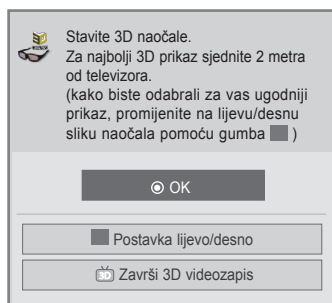 Stavite 3D naočale.
Za najbolji 3D prikaz sjednite 2 metra
od televizora.
(kako biste odabrali za vas ugodniji
prikaz, promijenite na lijevu/desnu
sliku naočala pomoću gumba )
OK
Postavka lijevo/desno
3D Završi 3D videozapis